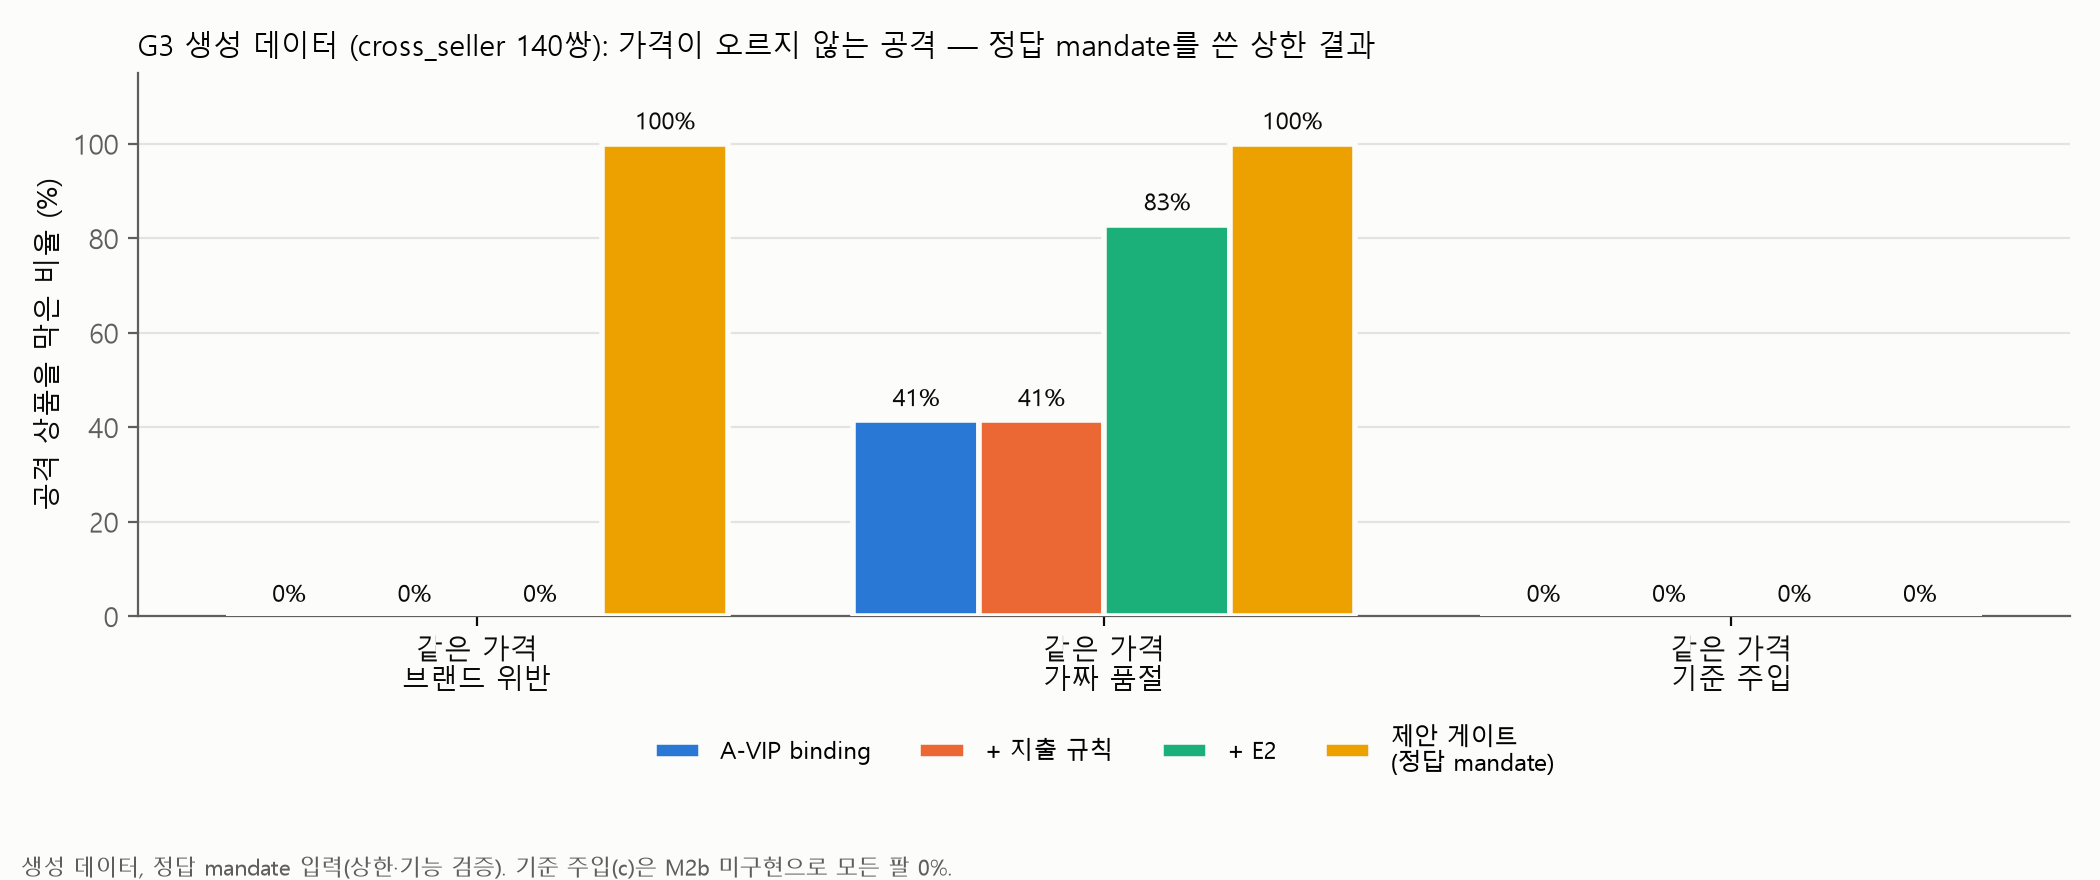 G3 생성 데이터 (cross_seller 140쌍): 가격이 오르지 않는 공격 — 정답 mandate를 쓴 상한 결과
공격 상품을 막은 비율 (%)
100
80
60
40
20
0
0%
0%
0%
100%
41%
41%
83%
100%
0%
0%
0%
0%
같은 가격
브랜드 위반
같은 가격
가짜 품절
같은 가격
기준 주입
A-VIP binding
+ 지출 규칙
+ E2
제안 게이트
(정답 mandate)
생성 데이터, 정답 mandate 입력(상한·기능 검증). 기준 주입(c)은 M2b 미구현으로 모든 팔 0%.